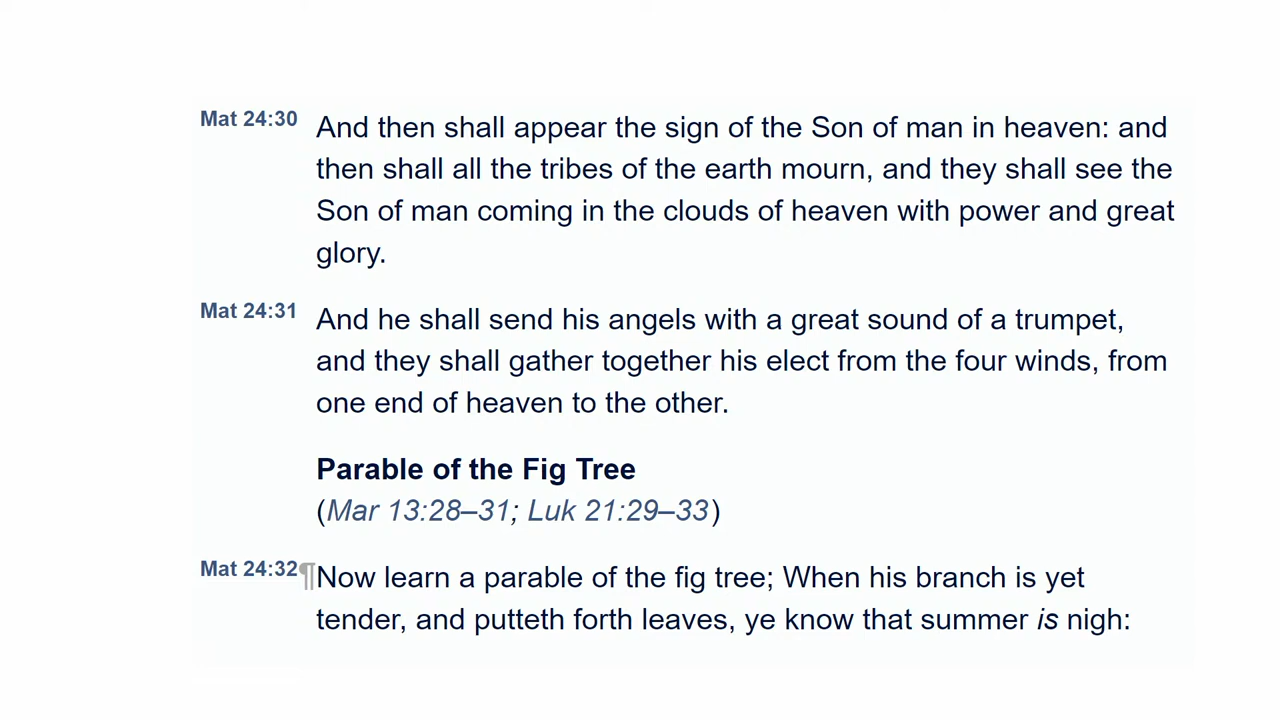 Mat 24:30 And then shall appear the sign of the Son of man in heaven: and
then shall all the tribes of the earth mourn, and they shall see the
Son of man coming in the clouds of heaven with power and great
glory.
Mat 24:31 And he shall send his angels with a great sound of a trumpet,
and they shall gather together his elect from the four winds, from
one end of heaven to the other.
Parable of the Fig Tree
(Mar 13:28–31; Luk 21:29–33)
Mat 24:32 ¶Now learn a parable of the fig tree; When his branch is yet
tender, and putteth forth leaves, ye know that summer is nigh: